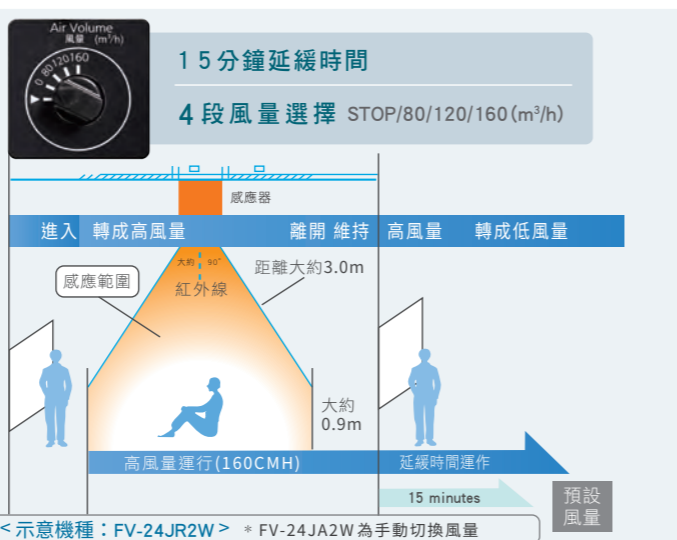 Air Volume
風量 (m³/h)
0 80 120 160
15分鐘延緩時間
4段風量選擇 STOP/80/120/160(m³/h)
感應器
進入 轉成高風量 離開 維持 高風量 轉成低風量
大約 90°
紅外線
距離大約3.0m
感應範圍
大約
0.9m
高風量運行(160CMH)
延緩時間運作
15 minutes
預設
風量
<示意機種：FV-24JR2W> *FV-24JA2W為手動切換風量